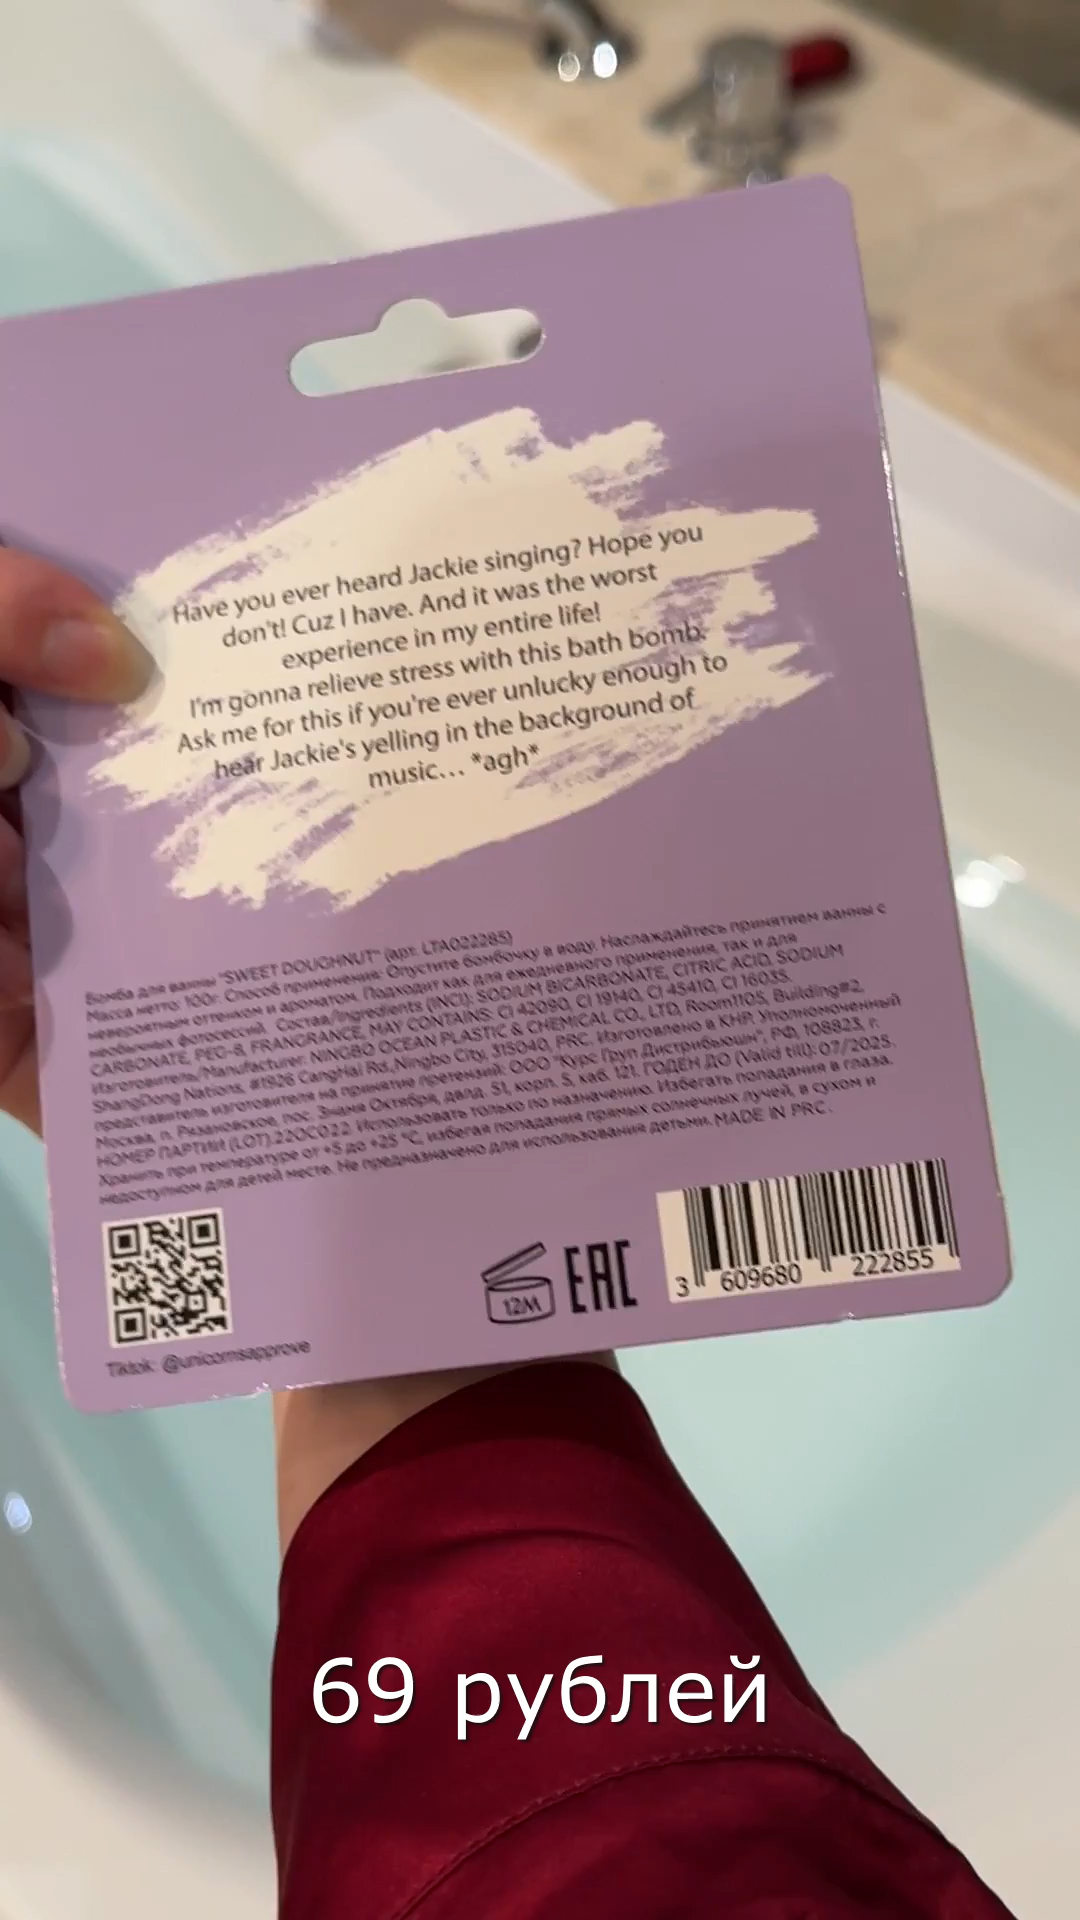 Have you ever heard Jackie singing? Hope you
don't! Cuz I have. And it was the worst
experience in my entire life!
I'm gonna relieve stress with this bath bomb.
Ask me for this if you're ever unlucky enough to
hear Jackie's yelling in the background of
music... *agh*
Бомба для ванны "SWEET DOUGHNUT" (арт. LTA022285)
Масса нетто: 100г. Способ применения: Опустите бомбочку в воду. Наслаждайтесь принятием ванны с
невероятным оттенком и ароматом. Подходит как для ежедневного применения, так и для
необычных фотосессий. Состав/Ingredients (INCI): SODIUM BICARBONATE, CITRIC ACID, SODIUM
CARBONATE, PEG-8, FRANGRANCE, MAY CONTAINS: CI 42090, CI 19140, CI 45410, CI 16035.
Изготовитель/Manufacturer: NINGBO OCEAN PLASTIC & CHEMICAL CO., LTD, Room1105, Building#2,
ShangDong Nations, #1926 CangHai Rd.,Ningbo City, 315040, PRC. Изготовлено в КНР. Уполномоченный
представитель изготовителя на принятие претензий: ООО "Курс Груп Дистрибьюшн", РФ, 108823, г.
Москва, п. Рязановское, пос. Знамя Октября, двлд. 31, корп. 5, каб. 121. ГОДЕН ДО (Valid till): 07/2025.
НОМЕР ПАРТИИ (LOT).22OC022. Использовать только по назначению. Избегать попадания в глаза.
Хранить при температуре от +5 до +25 °C, избегая попадания прямых солнечных лучей, в сухом и
недоступном для детей месте. Не предназначено для использования детьми. MADE IN PRC.
12M
EAC
3 609680 222855
Tiktok: @unicornsapprove
69 рублей